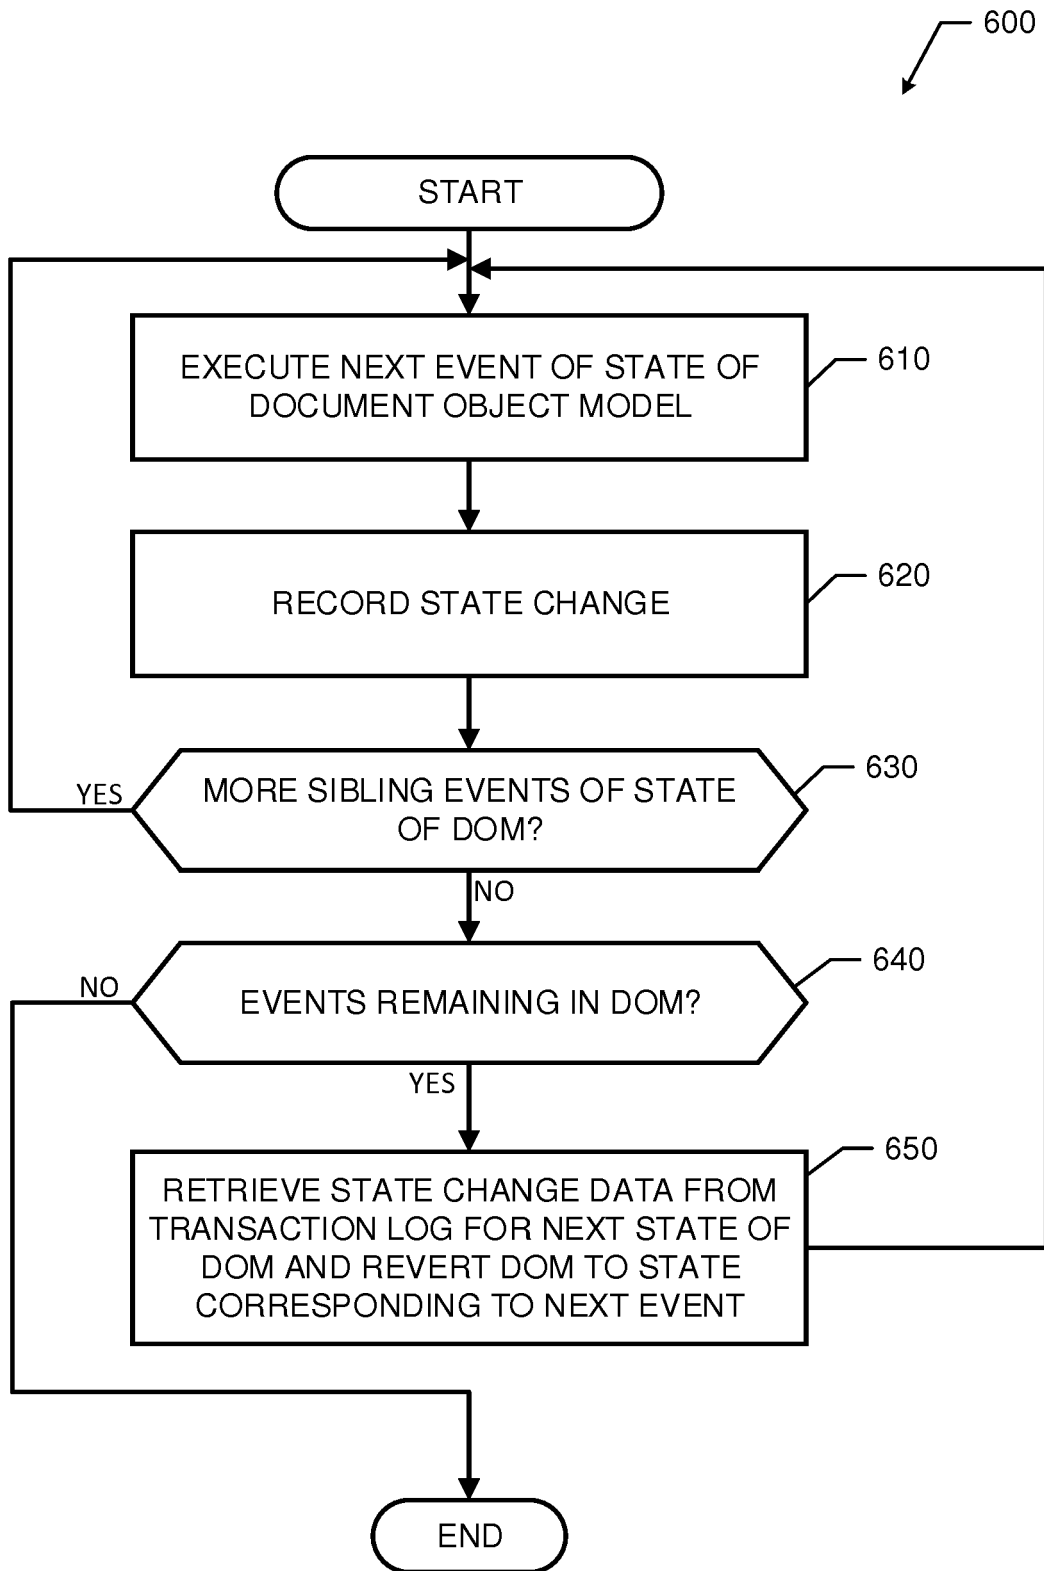 600
START
EXECUTE NEXT EVENT OF STATE OF
DOCUMENT OBJECT MODEL
610
RECORD STATE CHANGE
620
MORE SIBLING EVENTS OF STATE
OF DOM?
630
YES
NO
EVENTS REMAINING IN DOM?
640
NO
YES
RETRIEVE STATE CHANGE DATA FROM
TRANSACTION LOG FOR NEXT STATE OF
DOM AND REVERT DOM TO STATE
CORRESPONDING TO NEXT EVENT
650
END